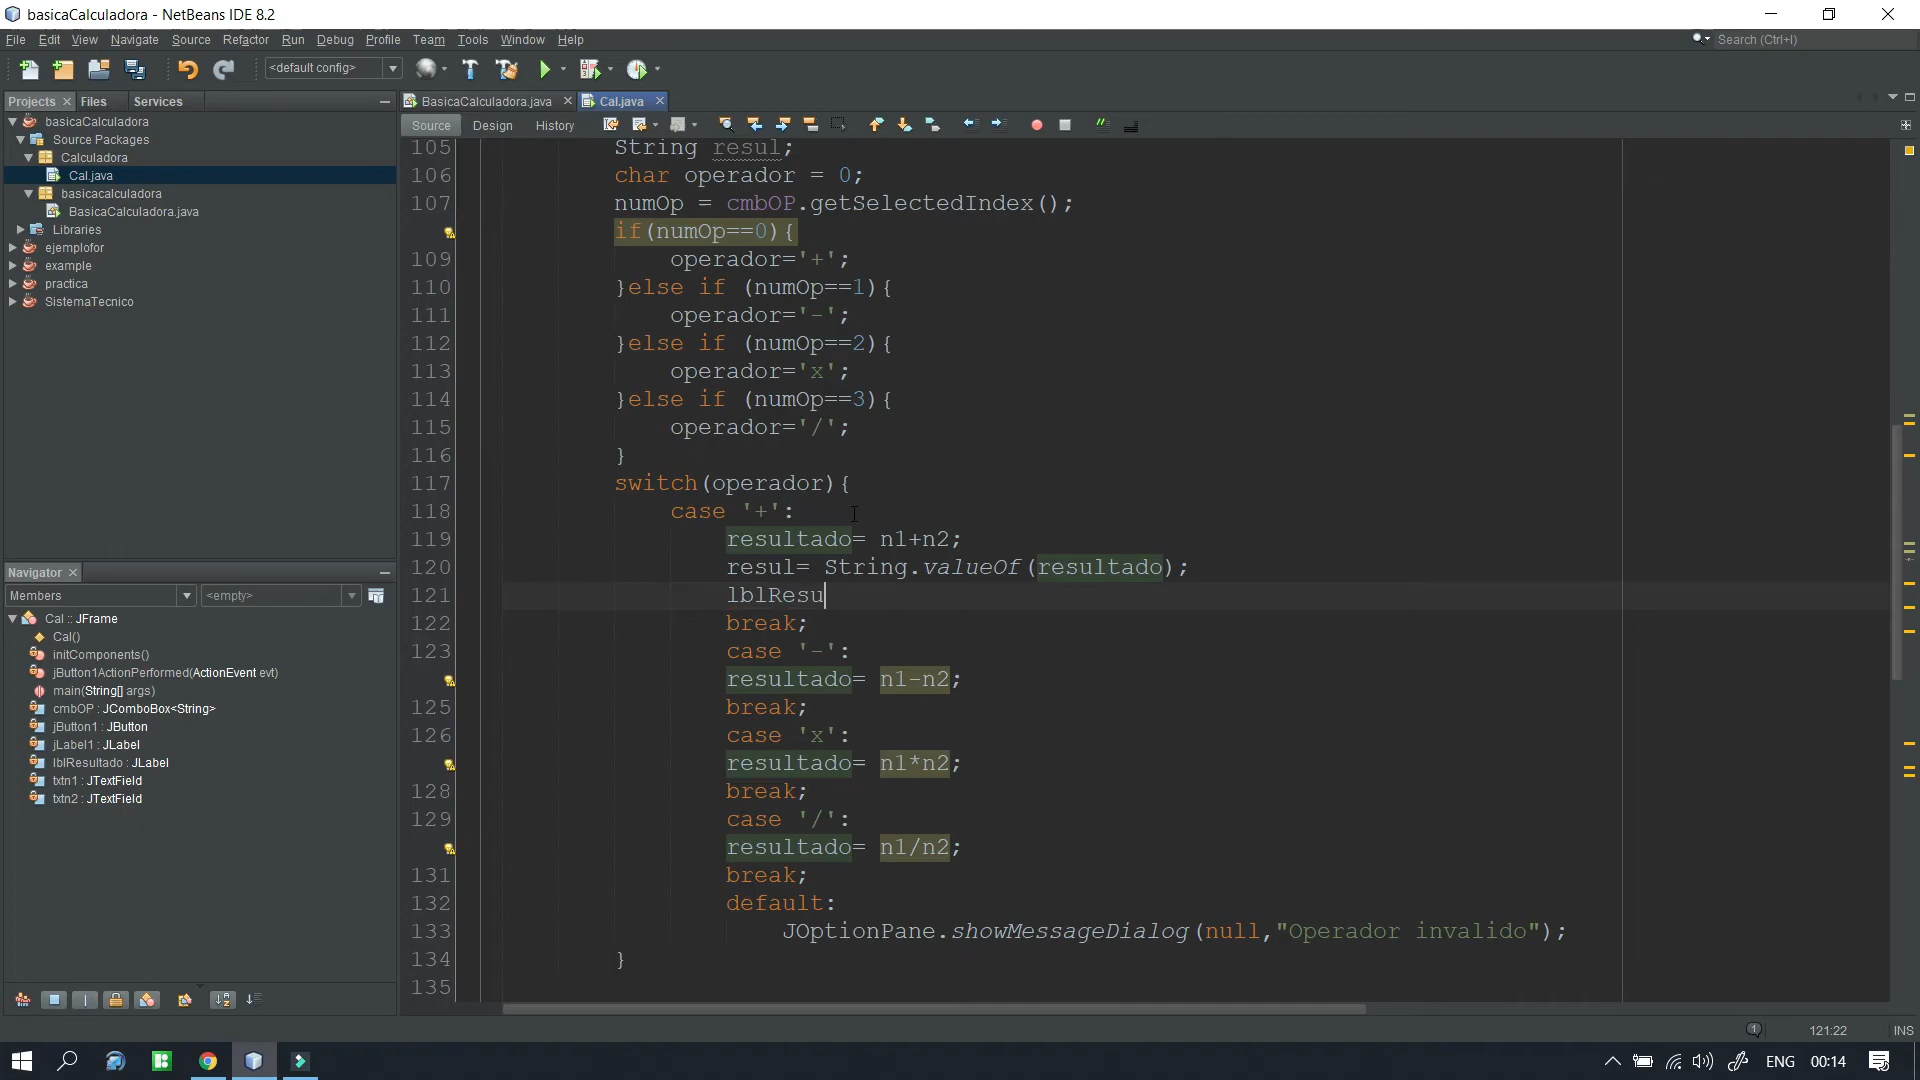 basicaCalculadora - NetBeans IDE 8.2
File Edit View Navigate Source Refactor Run Debug Profile Team Tools Window Help
Search (Ctrl+I)
<default config>
Projects Files Services
BasicaCalculadora.java Cal.java
Source Design History
basicaCalculadora
Source Packages
Calculadora
Cal.java
basicacalculadora
BasicaCalculadora.java
Libraries
ejemplofor
example
practica
SistemaTecnico
Navigator
Members <empty>
Cal :: JFrame
Cal()
initComponents()
jButton1ActionPerformed(ActionEvent evt)
main(String[] args)
cmbOP : JComboBox<String>
jButton1 : JButton
jLabel1 : JLabel
lblResultado : JLabel
txtn1 : JTextField
txtn2 : JTextField
105 String resul;
106 char operador = 0;
107 numOp = cmbOP.getSelectedIndex();
if(numOp==0){
109 operador='+';
110 }else if (numOp==1){
111 operador='-';
112 }else if (numOp==2){
113 operador='x';
114 }else if (numOp==3){
115 operador='/';
116 }
117 switch(operador){
118 case '+':
119 resultado= n1+n2;
120 resul= String.valueOf(resultado);
121 lblResu
122 break;
123 case '-':
resultado= n1-n2;
125 break;
126 case 'x':
resultado= n1*n2;
128 break;
129 case '/':
resultado= n1/n2;
131 break;
132 default:
133 JOptionPane.showMessageDialog(null,"Operador invalido");
134 }
135
1 121:22 INS
ENG 00:14